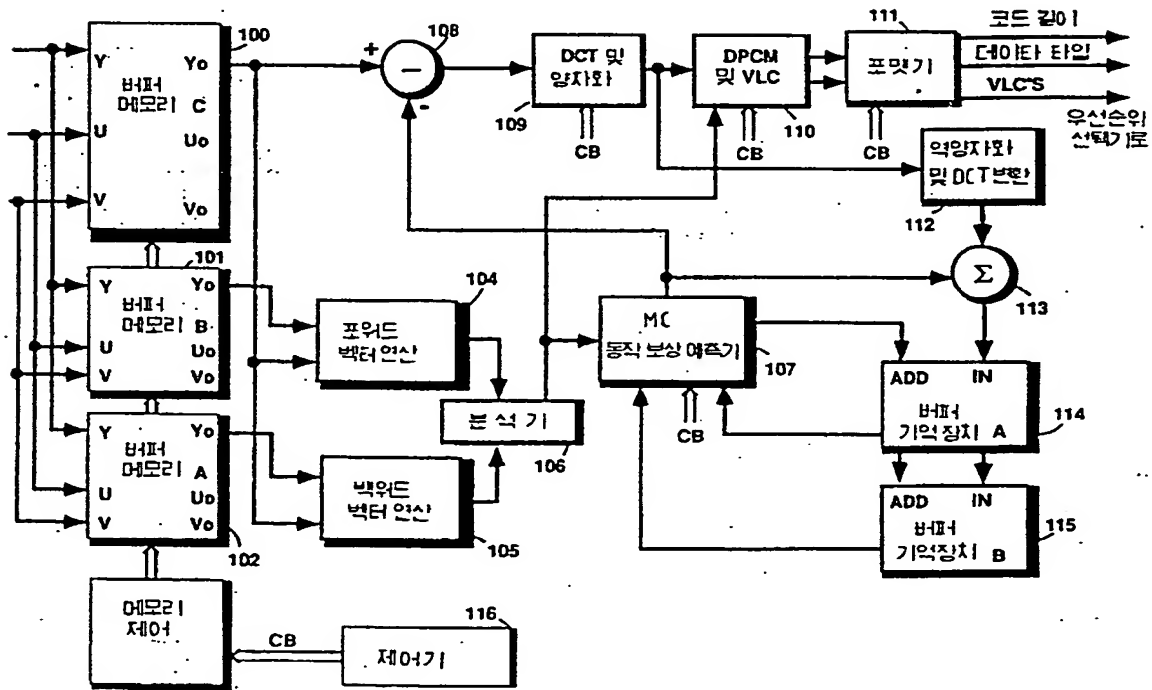 100
Y
버퍼
메모리
Yo
C
U
Uo
V
Vo
+
108
-
-
DCT 및
양자화
109
CB
DPCM
및 VLC
110
CB
111
포맷기
CB
코드 길이
데이타 타입
VLC'S
우선순위
선택기로
역양자화
및 DCT변환
112
Σ
113
101
Y
버퍼
메모리
Yo
B
U
Uo
V
Vo
104
포워드
벡터 연산
MC
동작 보상 예측기
107
CB
ADD
IN
버퍼
기억장치 A
114
분석기
106
Y
버퍼
메모리
Yo
A
U
Uo
V
Vo
102
백워드
벡터 연산
105
ADD
IN
버퍼
기억장치 B
115
메모리
제어
CB
116
제어기